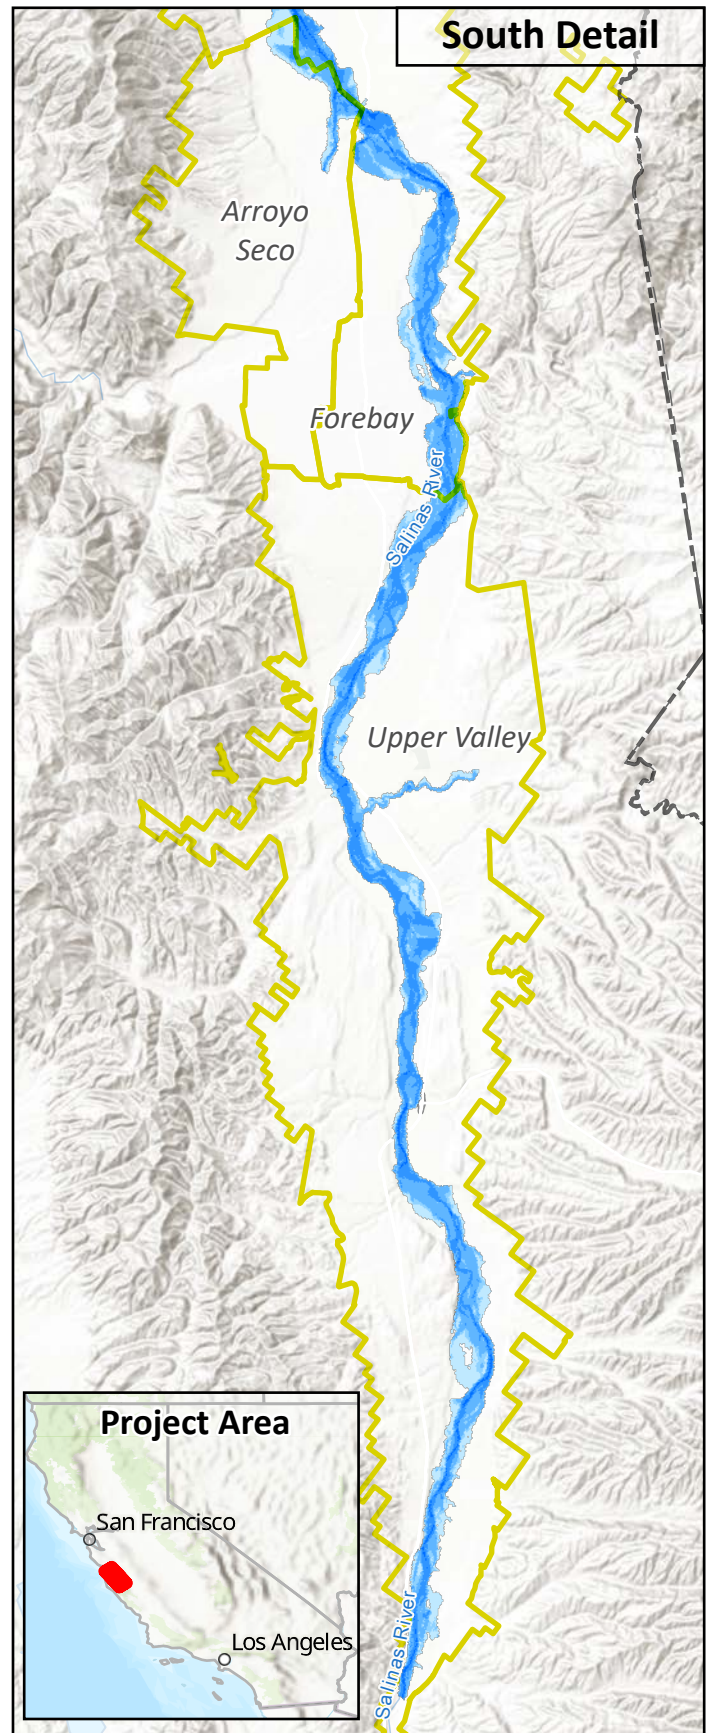 South Detail
Arroyo
Seco
Forebay
Salinas River
Upper Valley
Project Area
San Francisco
Los Angeles
Salinas River